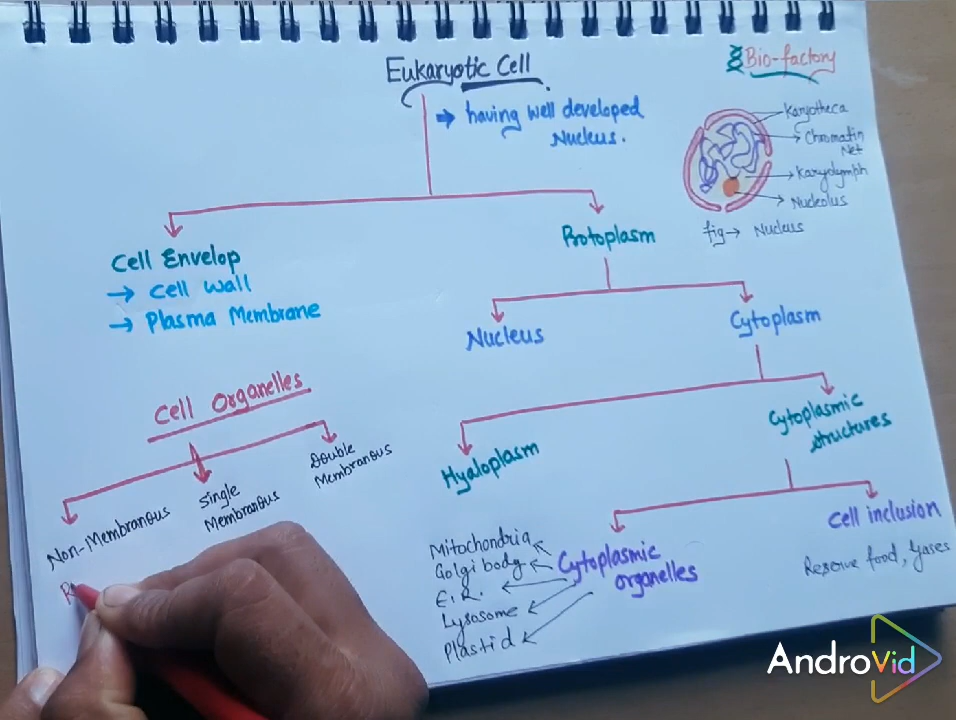 Eukaryotic Cell
Bio-factory
→ having well developed
Nucleus.
Karyotheca
Chromatin
Net
Karyolymph
Nucleolus
fig → Nucleus
Cell Envelop
→ Cell Wall
→ Plasma Membrane
Protoplasm
Nucleus
Cytoplasm
Cell Organelles
Non-Membranous
Single
Membranous
Double
Membranous
Hyaloplasm
Cytoplasmic
structures
Cytoplasmic
organelles
Mitochondria
Golgi body
E.R.
Lysosome
Plastid
Cell inclusion
Reserve food, Gases
AndroVid